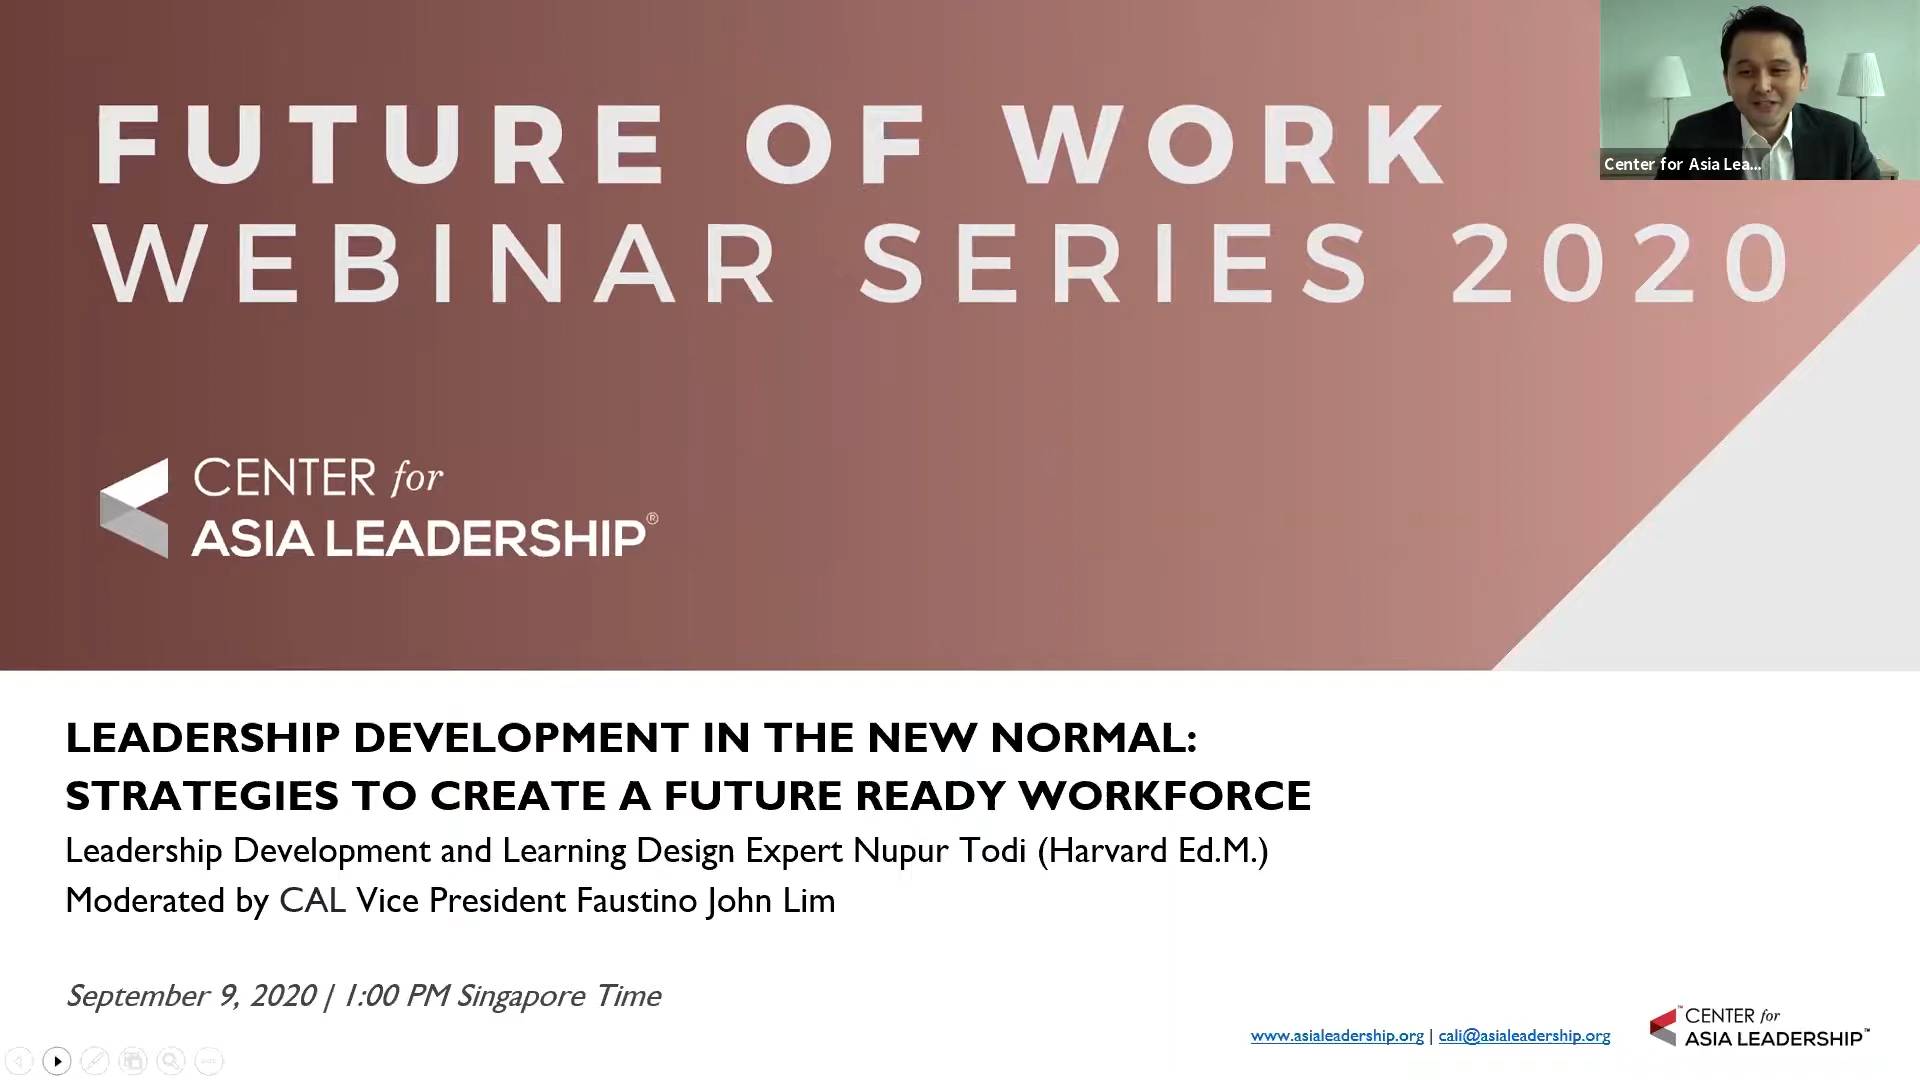 FUTURE OF WORK
WEBINAR SERIES 2020
Center for Asia Lea...
CENTER for
ASIA LEADERSHIP®
LEADERSHIP DEVELOPMENT IN THE NEW NORMAL:
STRATEGIES TO CREATE A FUTURE READY WORKFORCE
Leadership Development and Learning Design Expert Nupur Todi (Harvard Ed.M.)
Moderated by CAL Vice President Faustino John Lim
September 9, 2020 | 1:00 PM Singapore Time
www.asialeadership.org | cali@asialeadership.org
™CENTER for
ASIA LEADERSHIP™